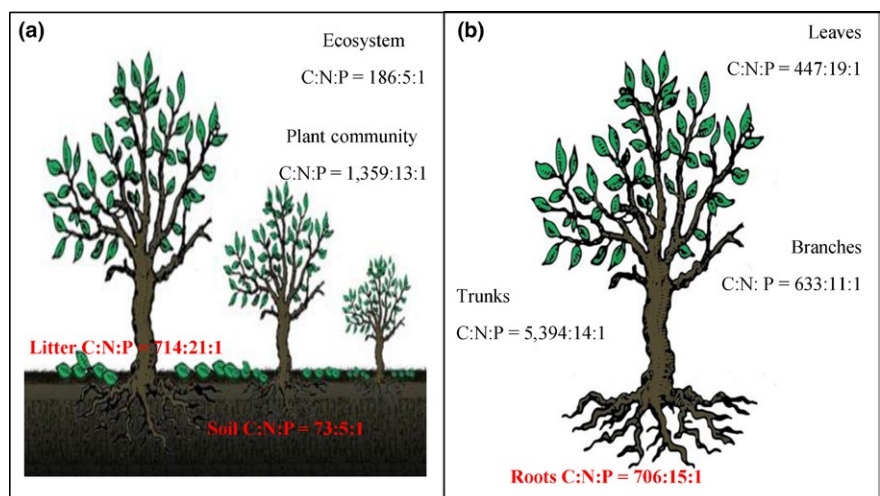 (a)
Ecosystem
C:N:P = 186:5:1
Plant community
C:N:P = 1,359:13:1
Litter C:N:P = 714:21:1
Soil C:N:P = 73:5:1
(b)
Leaves
C:N:P = 447:19:1
Branches
C:N: P = 633:11:1
Trunks
C:N:P = 5,394:14:1
Roots C:N:P = 706:15:1